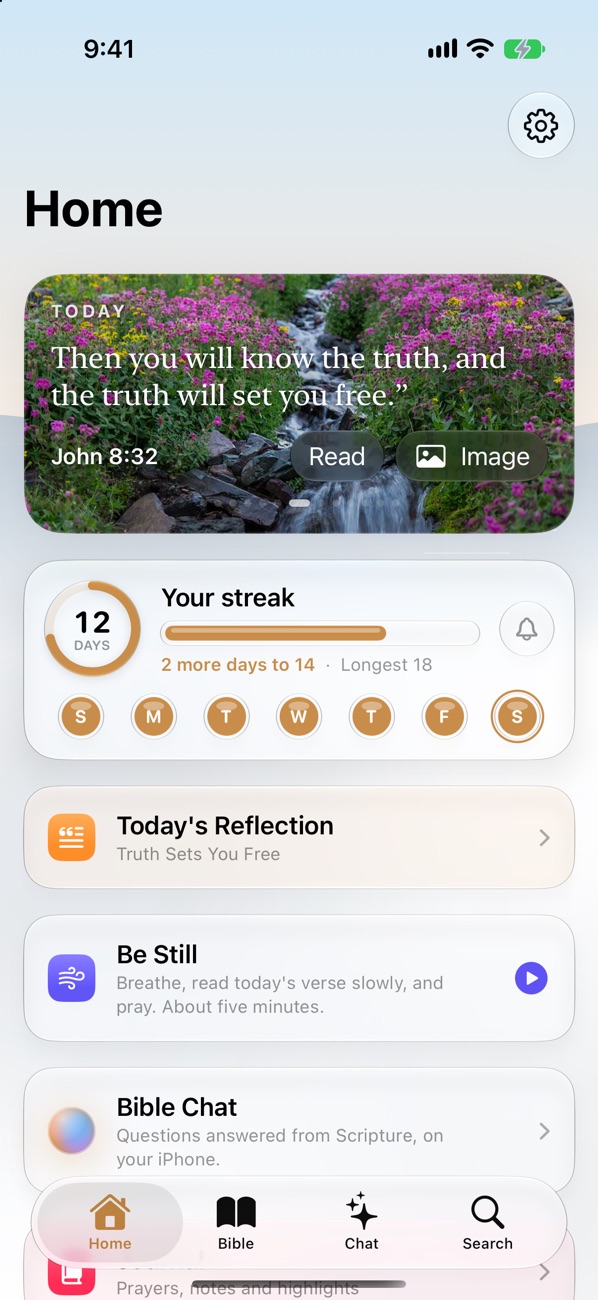 9:41
Home
TODAY
Then you will know the truth, and
the truth will set you free.”
John 8:32
Read
Image
12
DAYS
Your streak
2 more days to 14 · Longest 18
S M T W T F S
Today's Reflection
Truth Sets You Free
Be Still
Breathe, read today's verse slowly, and
pray. About five minutes.
Bible Chat
Questions answered from Scripture, on
your iPhone.
Prayers, notes and highlights
Home
Bible
Chat
Search